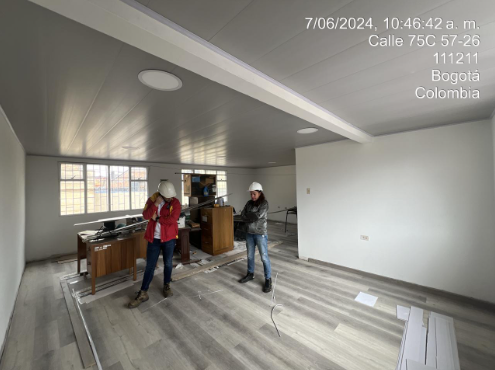 7/06/2024, 10:46:42 a. m.
Calle 75C 57-26
111211
Bogotá
Colombia